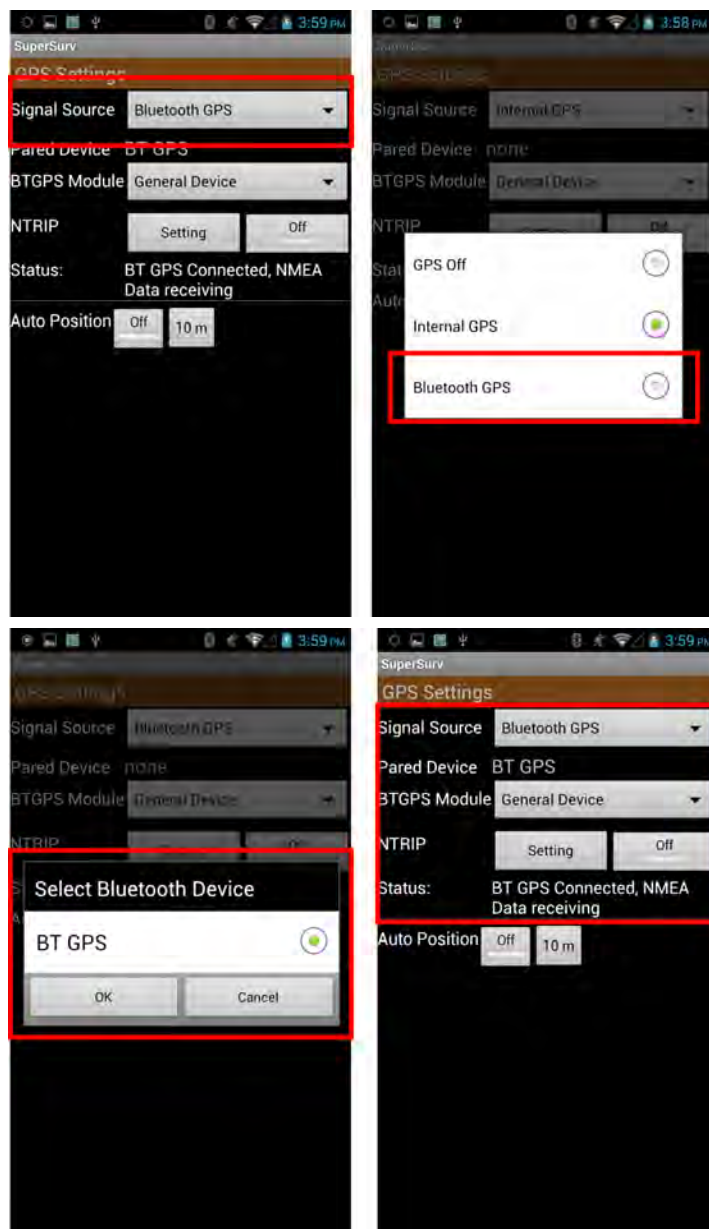 3:59 PM
SuperSurv
GPS Settings
Signal Source Bluetooth GPS
Pared Device BT GPS
BTGPS Module General Device
NTRIP Setting Off
Status: BT GPS Connected, NMEA
Data receiving
Auto Position Off 10 m
3:58 PM
Signal Source Internal GPS
Pared Device none
BTGPS Module General Device
NTRIP
GPS Off
Internal GPS
Bluetooth GPS
3:59 PM
GPS Settings
Signal Source Bluetooth GPS
Pared Device none
BTGPS Module General Device
NTRIP
Select Bluetooth Device
BT GPS
OK Cancel
3:59 PM
SuperSurv
GPS Settings
Signal Source Bluetooth GPS
Pared Device BT GPS
BTGPS Module General Device
NTRIP Setting Off
Status: BT GPS Connected, NMEA
Data receiving
Auto Position Off 10 m